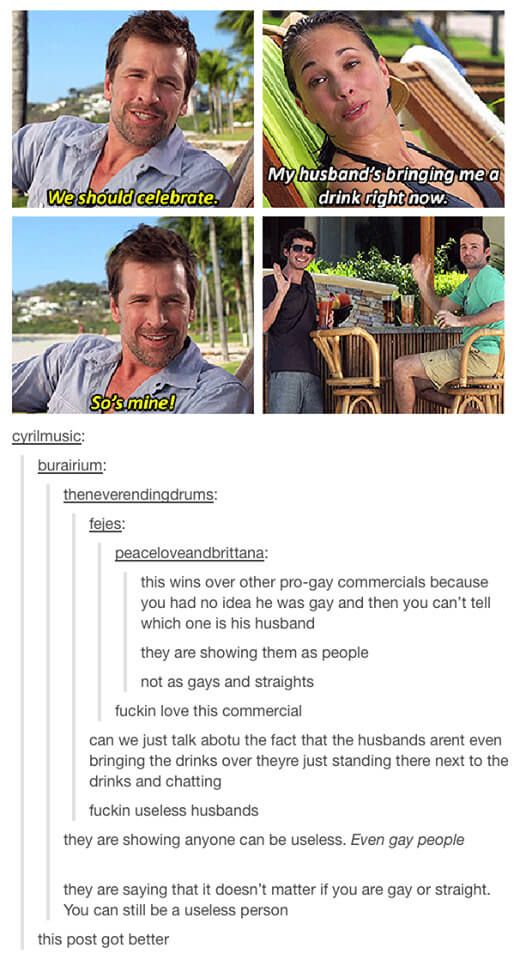 We should celebrate.
My husband's bringing me a
drink right now.
So's mine!
cyrilmusic:
burairium:
theneverendingdrums:
fejes:
peaceloveandbrittana:
this wins over other pro-gay commercials because
you had no idea he was gay and then you can't tell
which one is his husband
they are showing them as people
not as gays and straights
fuckin love this commercial
can we just talk abotu the fact that the husbands arent even
bringing the drinks over theyre just standing there next to the
drinks and chatting
fuckin useless husbands
they are showing anyone can be useless. Even gay people
they are saying that it doesn't matter if you are gay or straight.
You can still be a useless person
this post got better